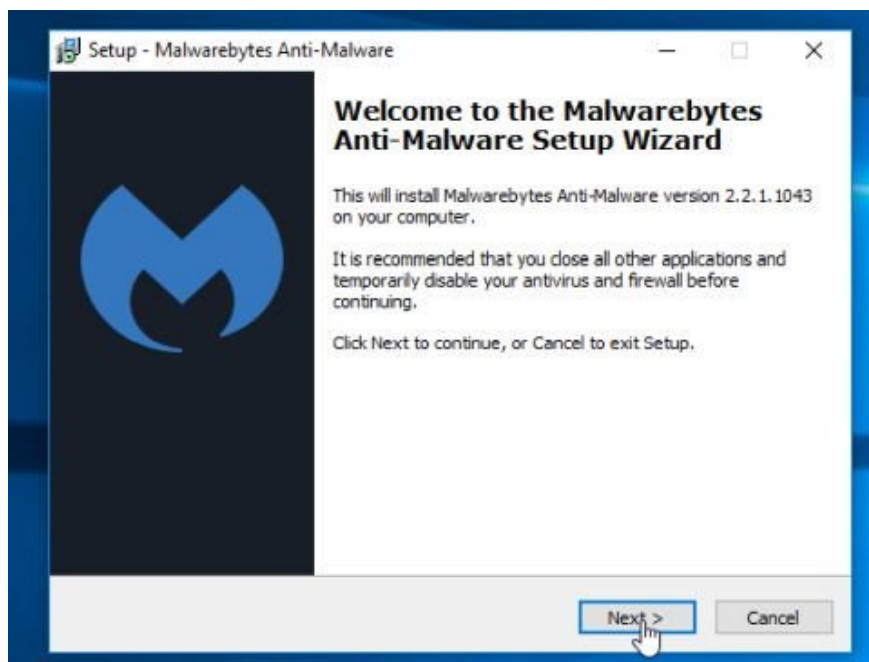 Setup - Malwarebytes Anti-Malware
Welcome to the Malwarebytes
Anti-Malware Setup Wizard
This will install Malwarebytes Anti-Malware version 2.2.1.1043
on your computer.
It is recommended that you close all other applications and
temporarily disable your antivirus and firewall before
continuing.
Click Next to continue, or Cancel to exit Setup.
Next >
Cancel